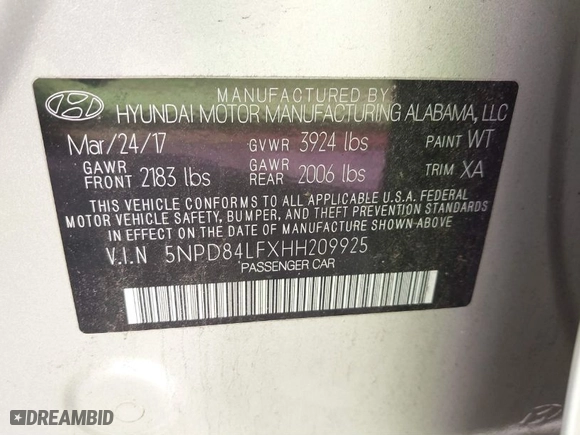 MANUFACTURED BY
HYUNDAI MOTOR MANUFACTURING ALABAMA, LLC
Mar/24/17 GVWR 3924 lbs PAINT WT
GAWR FRONT 2183 lbs GAWR REAR 2006 lbs TRIM XA
THIS VEHICLE CONFORMS TO ALL APPLICABLE U.S.A. FEDERAL
MOTOR VEHICLE SAFETY, BUMPER, AND THEFT PREVENTION STANDARDS
IN EFFECT ON THE DATE OF MANUFACTURE SHOWN ABOVE.
V.I.N 5NPD84LFXHH209925
PASSENGER CAR
DREAMBID